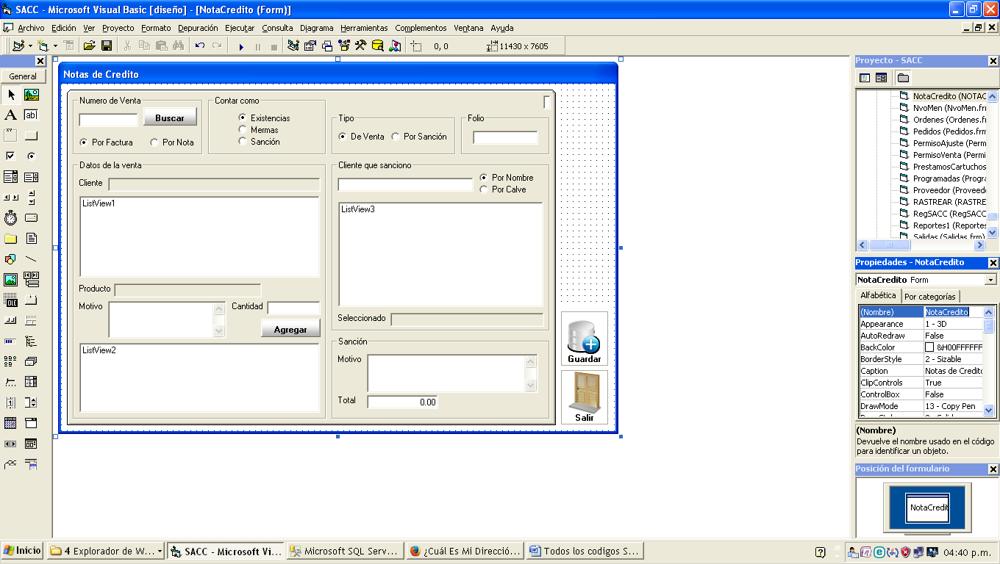 SACC - Microsoft Visual Basic [diseño] - [NotaCredito (Form)]
Archivo Edición Ver Proyecto Formato Depuración Ejecutar Consulta Diagrama Herramientas Complementos Ventana Ayuda
0, 0 11430 x 7605
General
Notas de Credito
Numero de Venta
Buscar
Por Factura Por Nota
Contar como
Existencias
Mermas
Sanción
Tipo
De Venta Por Sanción
Folio
Datos de la venta
Cliente
ListView1
Producto
Motivo Cantidad
Agregar
ListView2
Cliente que sanciono
Por Nombre
Por Calve
ListView3
Seleccionado
Sanción
Motivo
Total 0.00
Guardar
Salir
Proyecto - SACC
NotaCredito (NOTAC
NvoMen (NvoMen.fr
Ordenes (Ordenes.f
Pedidos (Pedidos.frm
PermisoAjuste (Permi
PermisoVenta (Permi
PrestamosCartuchos
Programadas (Progra
Proveedor (Proveed
RASTREAR (RASTRE
RegSACC (RegSACC
Reportes1 (Reportes
Salidas (Salidas.frm)
Propiedades - NotaCredito
NotaCredito Form
Alfabética Por categorías
(Nombre) NotaCredito
Appearance 1 - 3D
AutoRedraw False
BackColor &H00FFFFFF
BorderStyle 2 - Sizable
Caption Notas de Credito
ClipControls True
ControlBox False
DrawMode 13 - Copy Pen
(Nombre)
Devuelve el nombre usado en el código
para identificar un objeto.
Posición del formulario
NotaCredit
Inicio 4 Explorador de W... SACC - Microsoft Vi... Microsoft SQL Serv... ¿Cuál Es Mi Direcció... Todos los codigos S... 04:40 p.m.